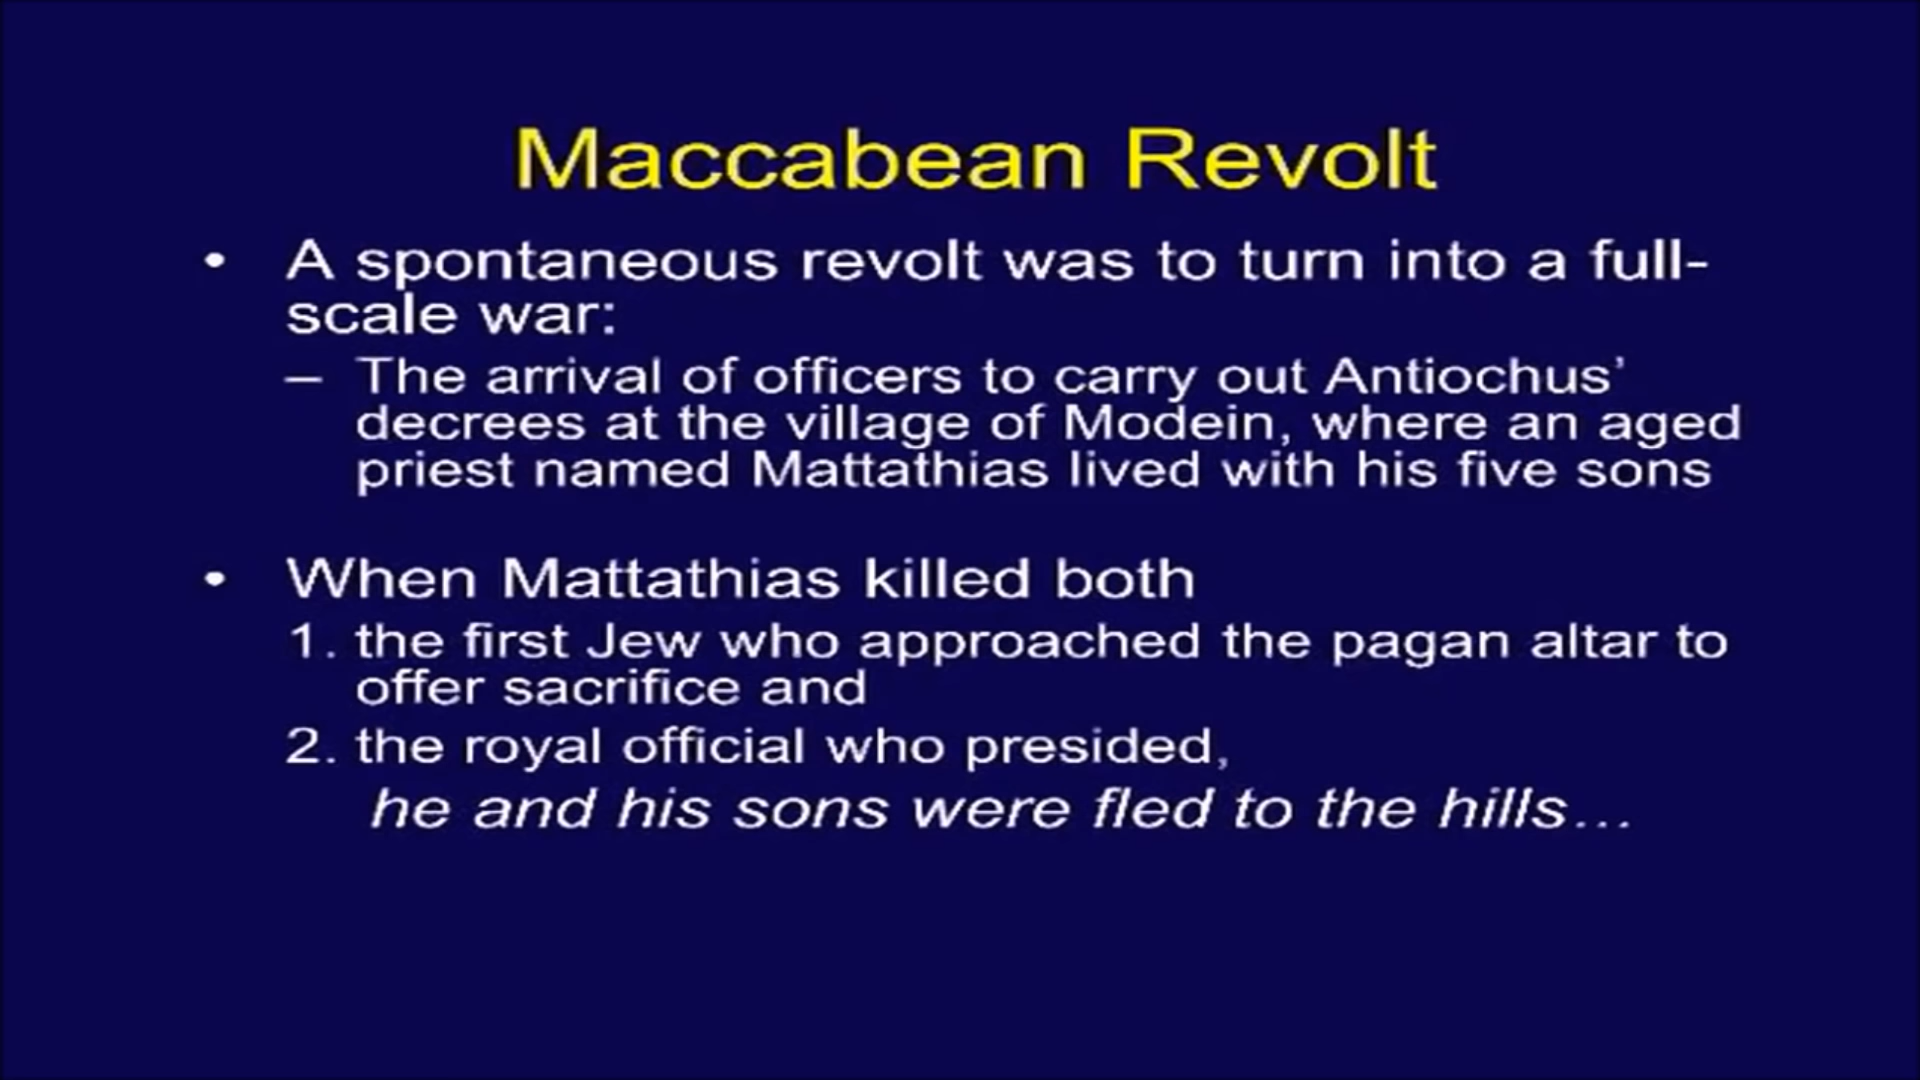 Maccabean Revolt
• A spontaneous revolt was to turn into a full-
scale war:
– The arrival of officers to carry out Antiochus’
decrees at the village of Modein, where an aged
priest named Mattathias lived with his five sons
• When Mattathias killed both
1. the first Jew who approached the pagan altar to
offer sacrifice and
2. the royal official who presided,
he and his sons were fled to the hills…